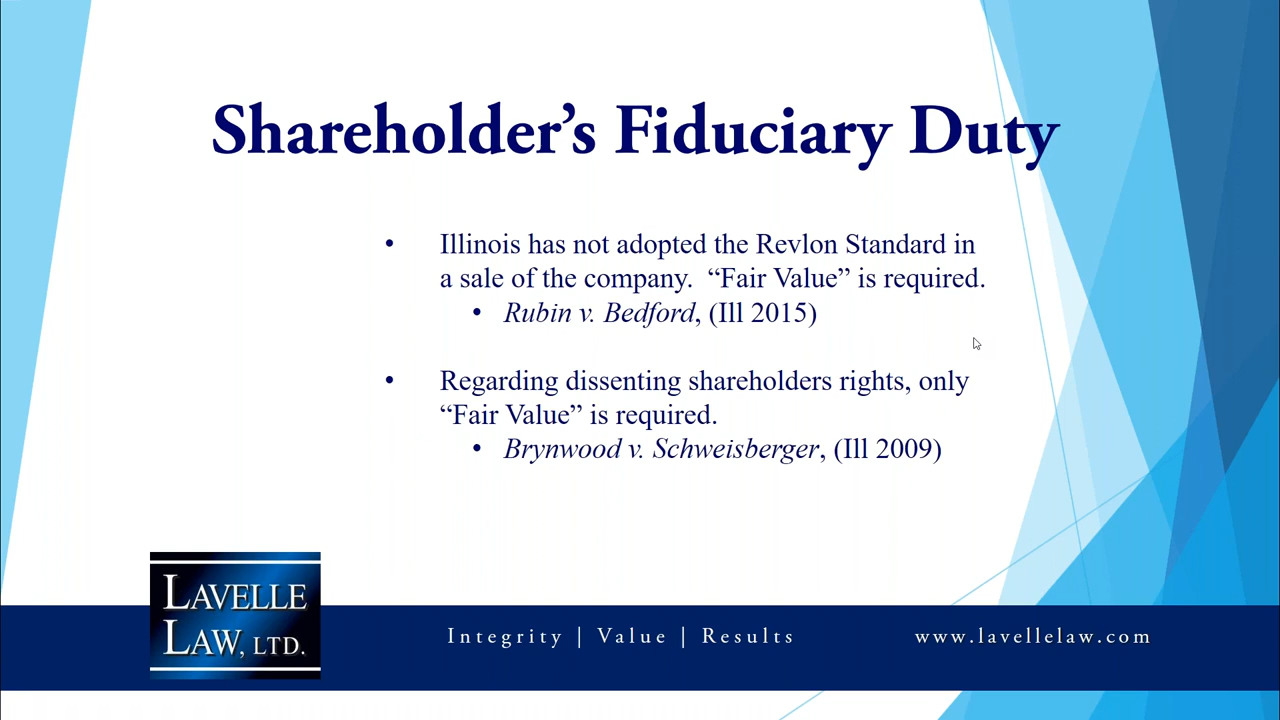 Shareholder’s Fiduciary Duty
• Illinois has not adopted the Revlon Standard in
a sale of the company.  “Fair Value” is required.
• Rubin v. Bedford, (Ill 2015)
• Regarding dissenting shareholders rights, only
“Fair Value” is required.
• Brynwood v. Schweisberger, (Ill 2009)
LAVELLE
LAW, LTD.
Integrity | Value | Results
www.lavellelaw.com